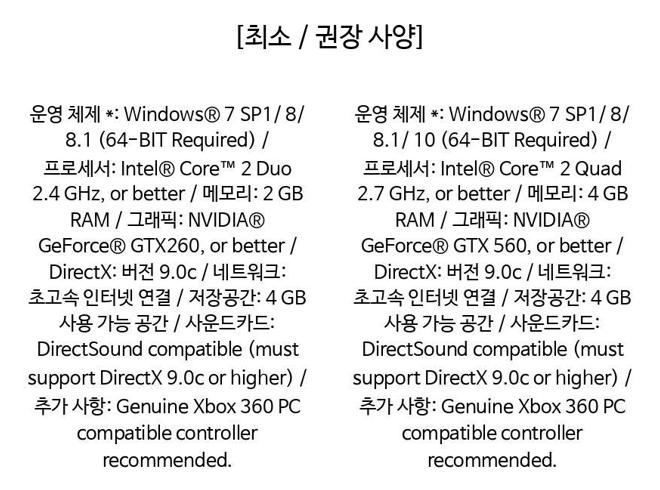 [최소 / 권장 사양]
운영 체제 *: Windows® 7 SP1/ 8/
8.1 (64-BIT Required) /
프로세서: Intel® Core™ 2 Duo
2.4 GHz, or better / 메모리: 2 GB
RAM / 그래픽: NVIDIA®
GeForce® GTX260, or better /
DirectX: 버전 9.0c / 네트워크:
초고속 인터넷 연결 / 저장공간: 4 GB
사용 가능 공간 / 사운드카드:
DirectSound compatible (must
support DirectX 9.0c or higher) /
추가 사항: Genuine Xbox 360 PC
compatible controller
recommended.
운영 체제 *: Windows® 7 SP1/ 8/
8.1/ 10 (64-BIT Required) /
프로세서: Intel® Core™ 2 Quad
2.7 GHz, or better / 메모리: 4 GB
RAM / 그래픽: NVIDIA®
GeForce® GTX 560, or better /
DirectX: 버전 9.0c / 네트워크:
초고속 인터넷 연결 / 저장공간: 4 GB
사용 가능 공간 / 사운드카드:
DirectSound compatible (must
support DirectX 9.0c or higher) /
추가 사항: Genuine Xbox 360 PC
compatible controller
recommended.